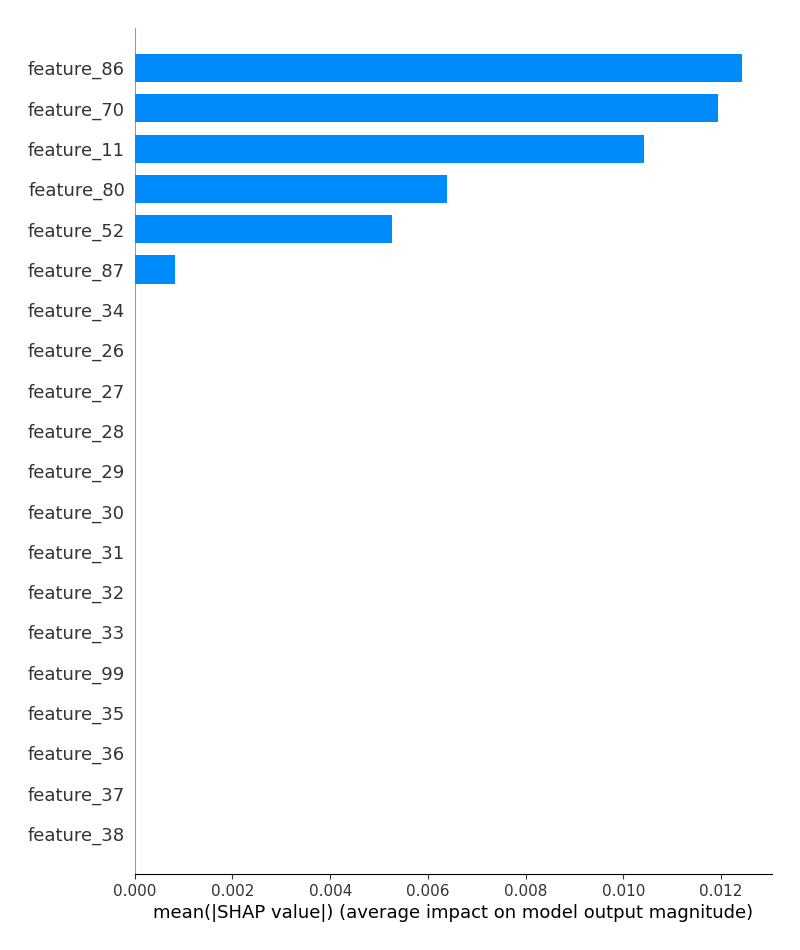 feature_86
feature_70
feature_11
feature_80
feature_52
feature_87
feature_34
feature_26
feature_27
feature_28
feature_29
feature_30
feature_31
feature_32
feature_33
feature_99
feature_35
feature_36
feature_37
feature_38
0.000 0.002 0.004 0.006 0.008 0.010 0.012
mean(|SHAP value|) (average impact on model output magnitude)